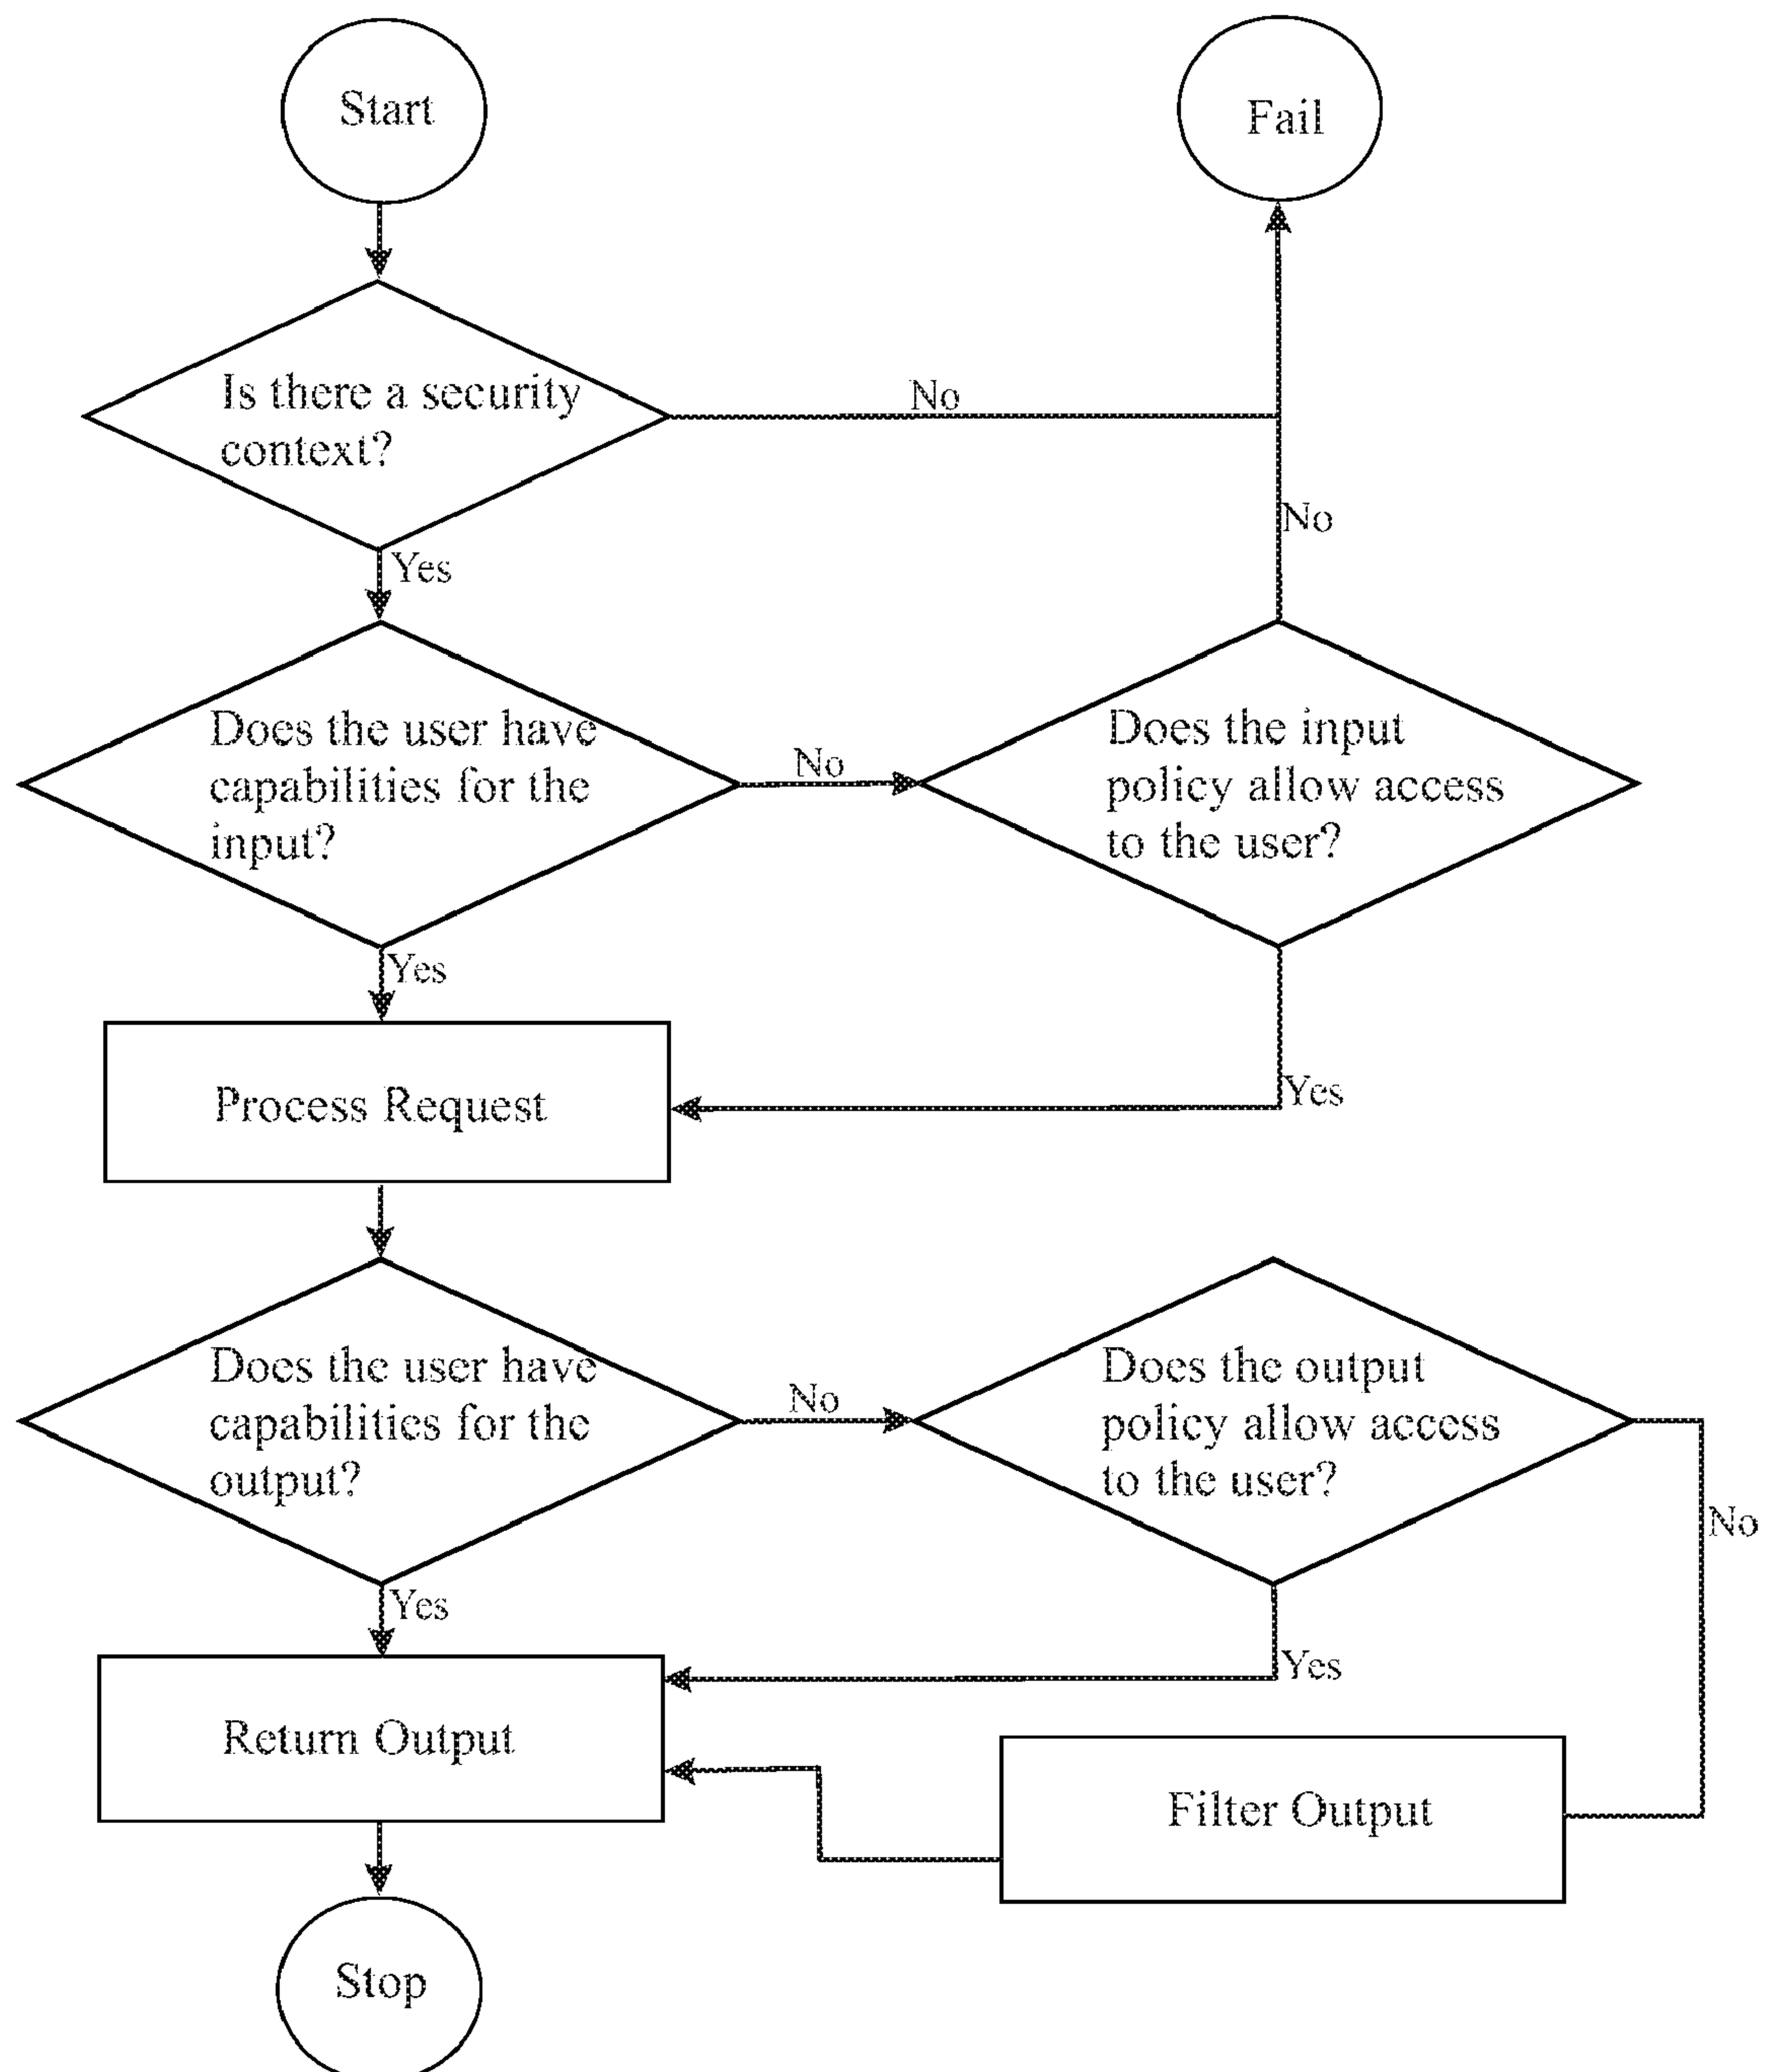 Start
Fail
Is there a security
context?
No
No
Yes
Does the user have
capabilities for the
input?
No
Does the input
policy allow access
to the user?
Yes
Process Request
Yes
Does the user have
capabilities for the
output?
No
Does the output
policy allow access
to the user?
No
Yes
Yes
Return Output
Filter Output
Stop